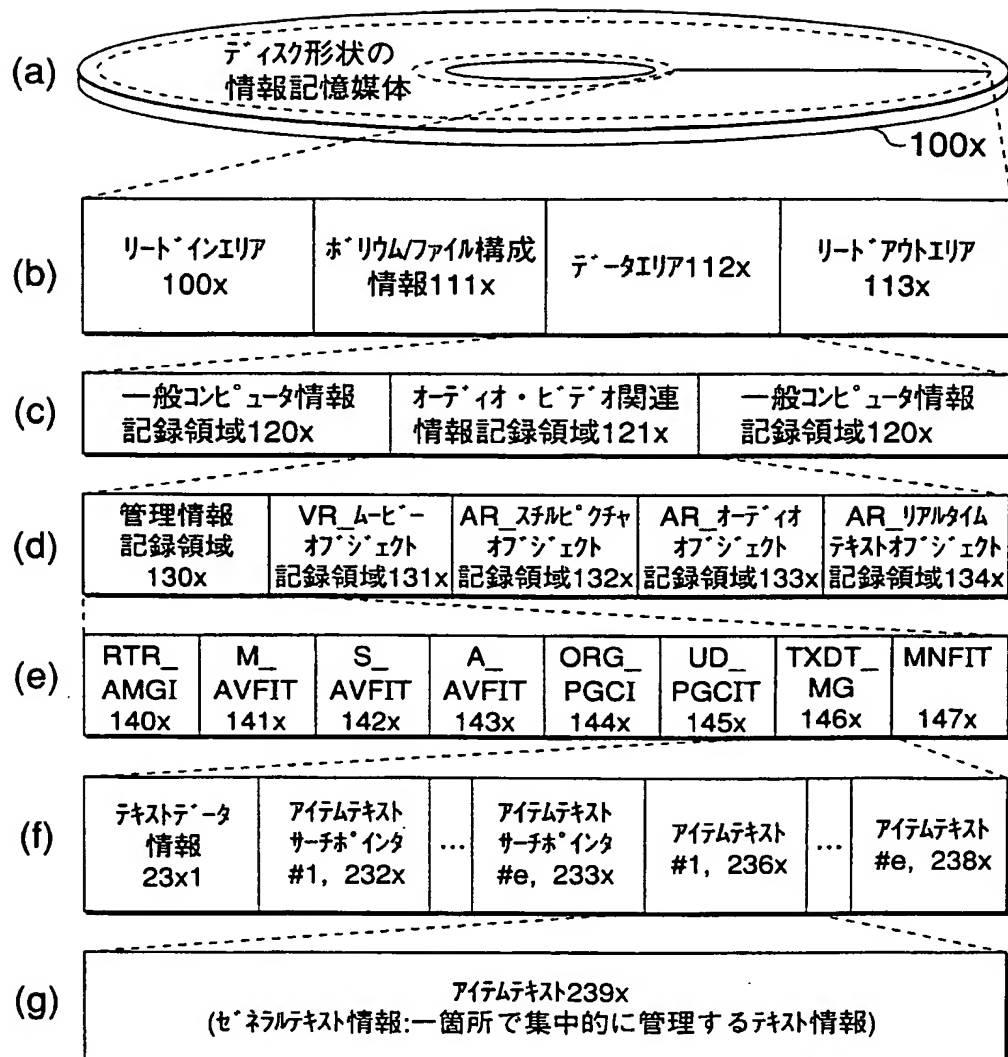 (a)
ﾃﾞｨｽｸ形状の
情報記憶媒体
100x
(b)
ﾘｰﾄﾞｲﾝｴﾘｱ
100x
ﾎﾞﾘｳﾑ/ﾌｧｲﾙ構成
情報111x
ﾃﾞｰﾀｴﾘｱ112x
ﾘｰﾄﾞｱｳﾄｴﾘｱ
113x
(c)
一般ｺﾝﾋﾟｭｰﾀ情報
記録領域120x
ｵｰﾃﾞｨｵ・ﾋﾞﾃﾞｵ関連
情報記録領域121x
一般ｺﾝﾋﾟｭｰﾀ情報
記録領域120x
(d)
管理情報
記録領域
130x
VR_ﾑｰﾋﾞｰ
ｵﾌﾞｼﾞｪｸﾄ
記録領域131x
AR_ｽﾁﾙﾋﾟｸﾁｬ
ｵﾌﾞｼﾞｪｸﾄ
記録領域132x
AR_ｵｰﾃﾞｨｵ
ｵﾌﾞｼﾞｪｸﾄ
記録領域133x
AR_ﾘｱﾙﾀｲﾑ
ﾃｷｽﾄｵﾌﾞｼﾞｪｸﾄ
記録領域134x
(e)
RTR_
AMGI
140x
M_
AVFIT
141x
S_
AVFIT
142x
A_
AVFIT
143x
ORG_
PGCI
144x
UD_
PGCIT
145x
TXDT_
MG
146x
MNFIT
147x
(f)
ﾃｷｽﾄﾃﾞｰﾀ
情報
23x1
ｱｲﾃﾑﾃｷｽﾄ
ｻｰﾁﾎﾟｲﾝﾀ
#1, 232x
...
ｱｲﾃﾑﾃｷｽﾄ
ｻｰﾁﾎﾟｲﾝﾀ
#e, 233x
ｱｲﾃﾑﾃｷｽﾄ
#1, 236x
...
ｱｲﾃﾑﾃｷｽﾄ
#e, 238x
(g)
ｱｲﾃﾑﾃｷｽﾄ239x
(ｾﾞﾈﾗﾙﾃｷｽﾄ情報:一箇所で集中的に管理するﾃｷｽﾄ情報)